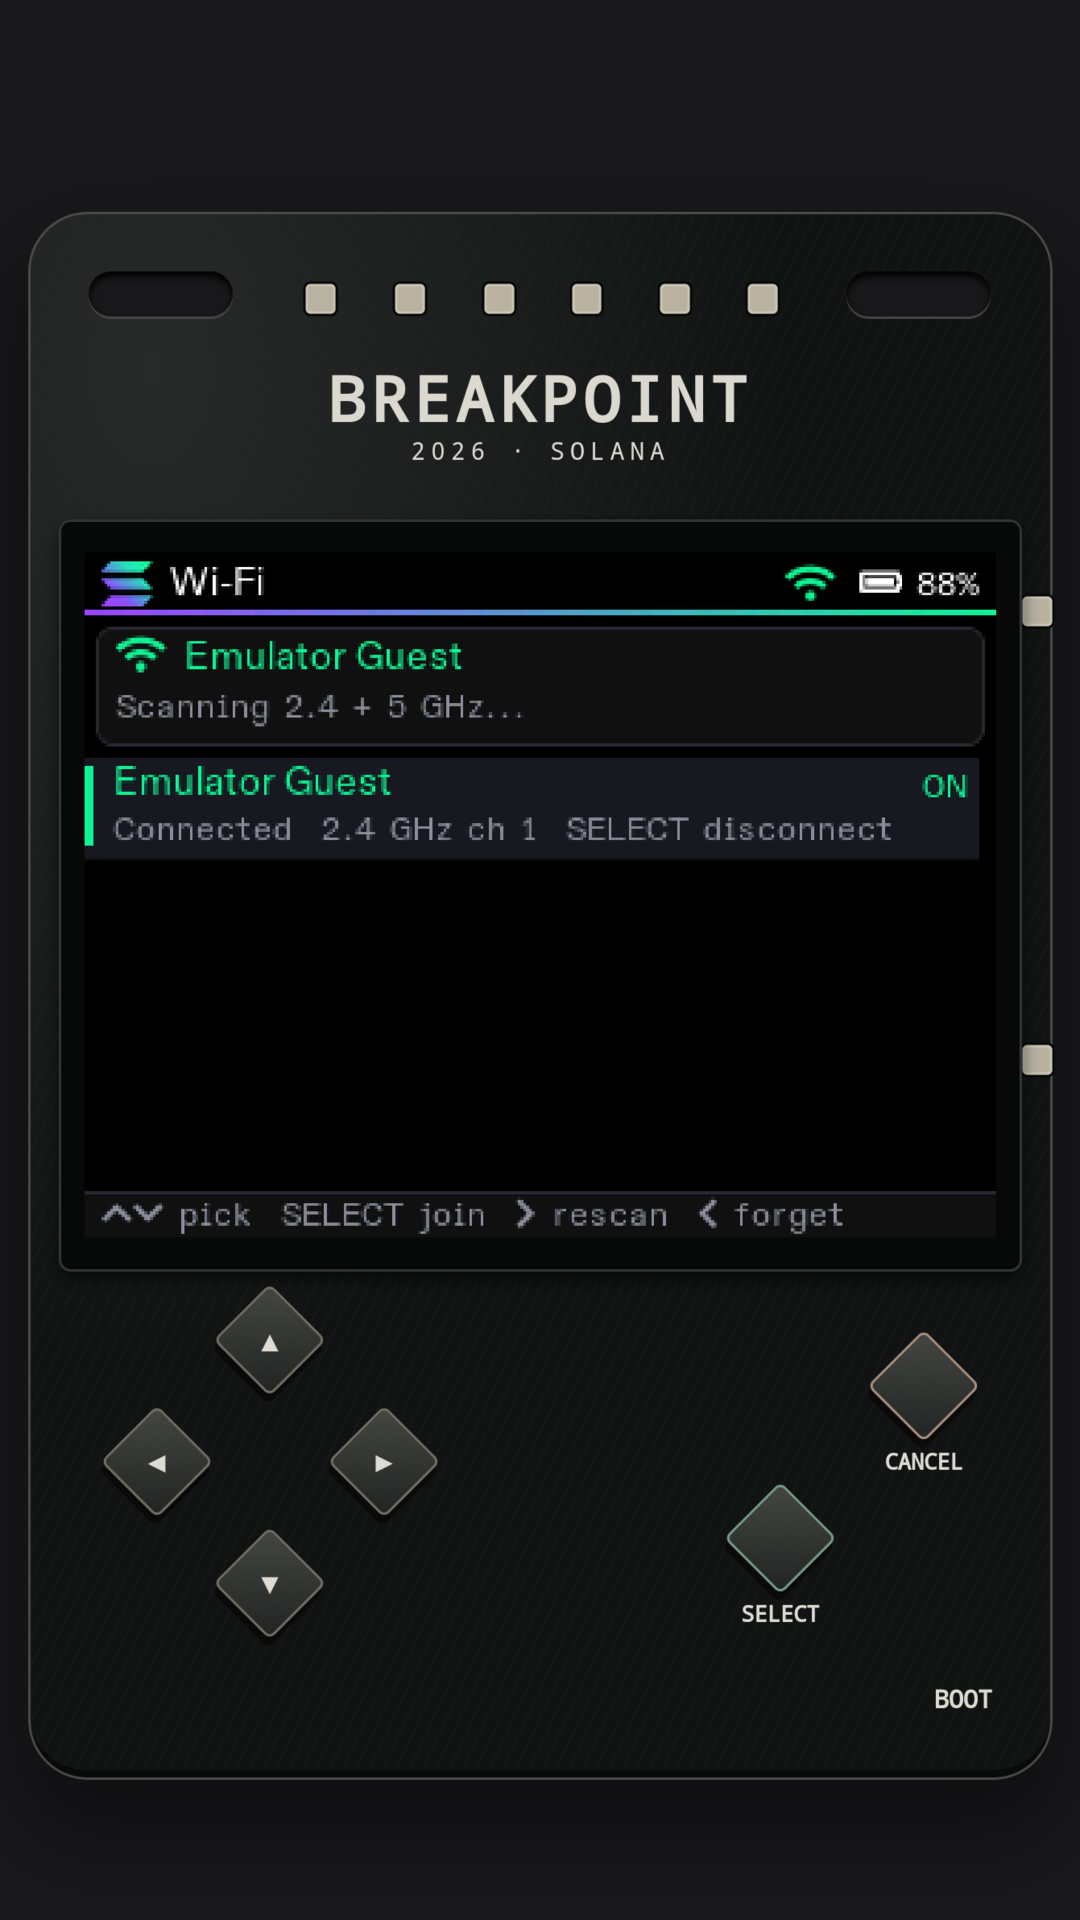 BREAKPOINT
2026 · SOLANA
Wi-Fi 88%
Emulator Guest
Scanning 2.4 + 5 GHz...
Emulator Guest ON
Connected 2.4 GHz ch 1 SELECT disconnect
pick SELECT join > rescan < forget
CANCEL
SELECT
BOOT